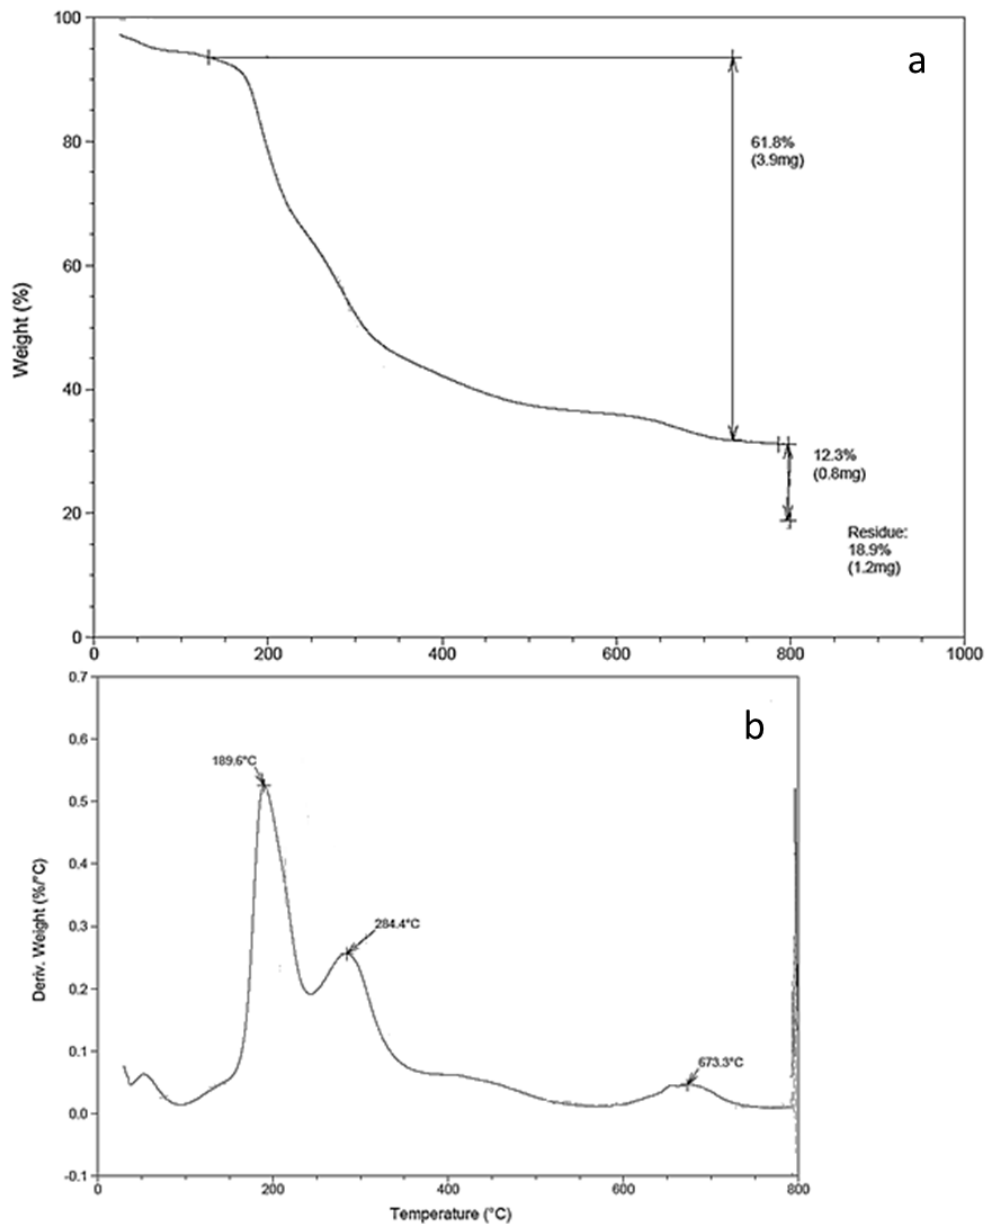 a
100
80
60
40
20
0
Weight (%)
61.8%
(3.9mg)
12.3%
(0.8mg)
Residue:
18.9%
(1.2mg)
0 200 400 600 800 1000
b
0.7
0.6
0.5
0.4
0.3
0.2
0.1
0.0
-0.1
Deriv. Weight (%/°C)
189.6°C
284.4°C
673.3°C
0 200 400 600 800
Temperature (°C)